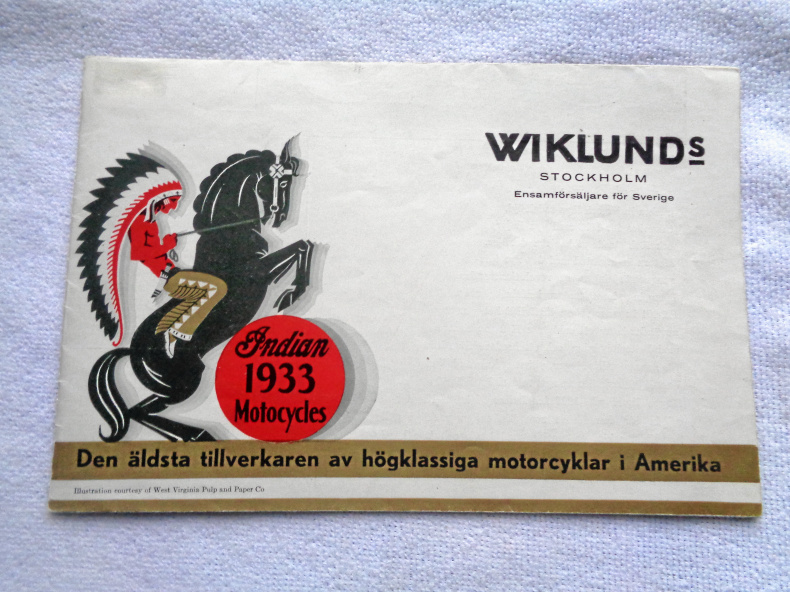 WIKLUNDS
STOCKHOLM
Ensamförsäljare för Sverige
Indian
1933
Motocycles
Den äldsta tillverkaren av högklassiga motorcyklar i Amerika
Illustration courtesy of West Virginia Pulp and Paper Co